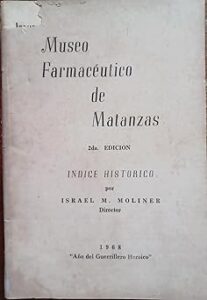 Museo
Farmacéutico
de
Matanzas
2da. EDICION
INDICE HISTORICO
por
ISRAEL M. MOLINER
Director
1968
"Año del Guerrillero Heroico"